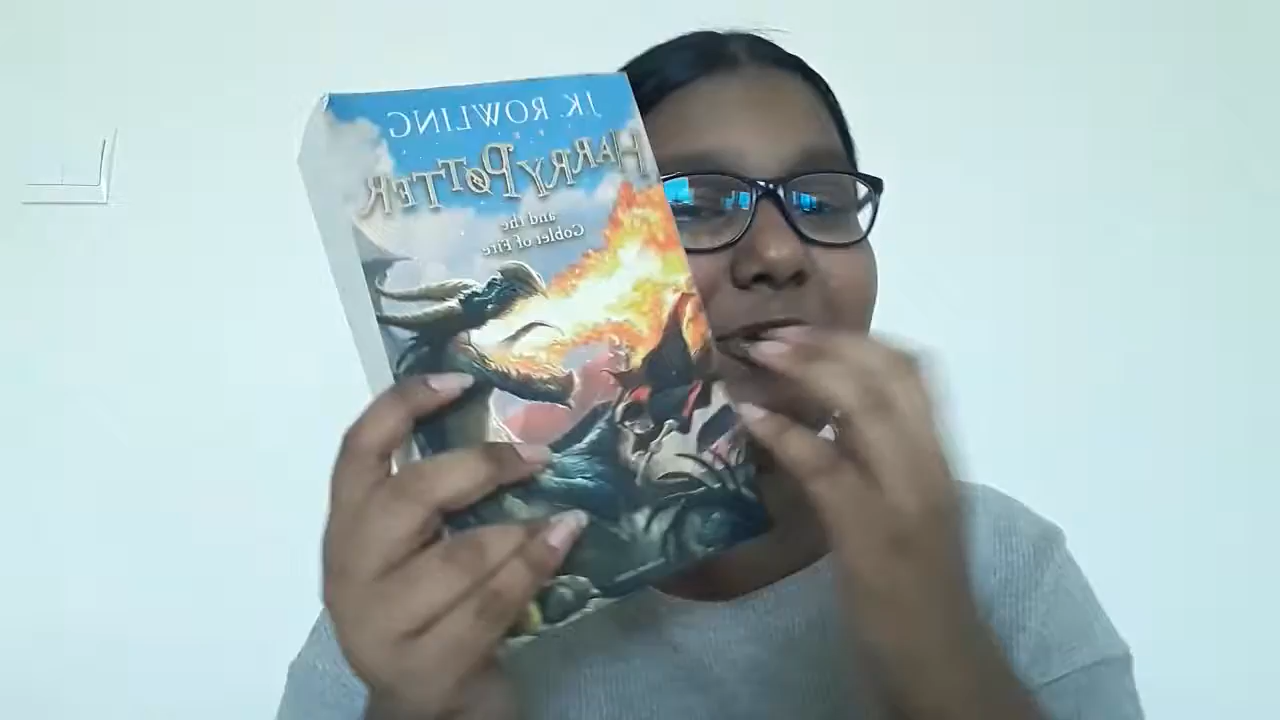 J.K. ROWLING
HARRY POTTER
and the
Goblet of Fire